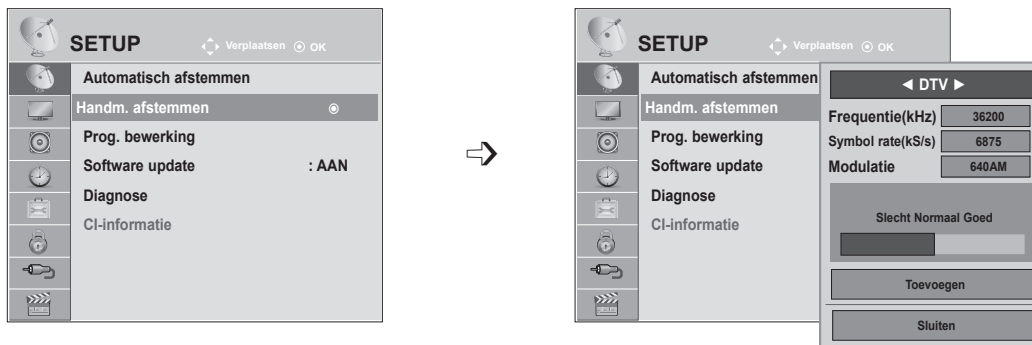 SETUP Verplaatsen OK
Automatisch afstemmen
Handm. afstemmen
Prog. bewerking
Software update : AAN
Diagnose
CI-informatie
SETUP Verplaatsen OK
Automatisch afstemmen
Handm. afstemmen
Prog. bewerking
Software update
Diagnose
CI-informatie
◀ DTV ▶
Frequentie(kHz) 36200
Symbol rate(kS/s) 6875
Modulatie 640AM
Slecht Normaal Goed
Toevoegen
Sluiten